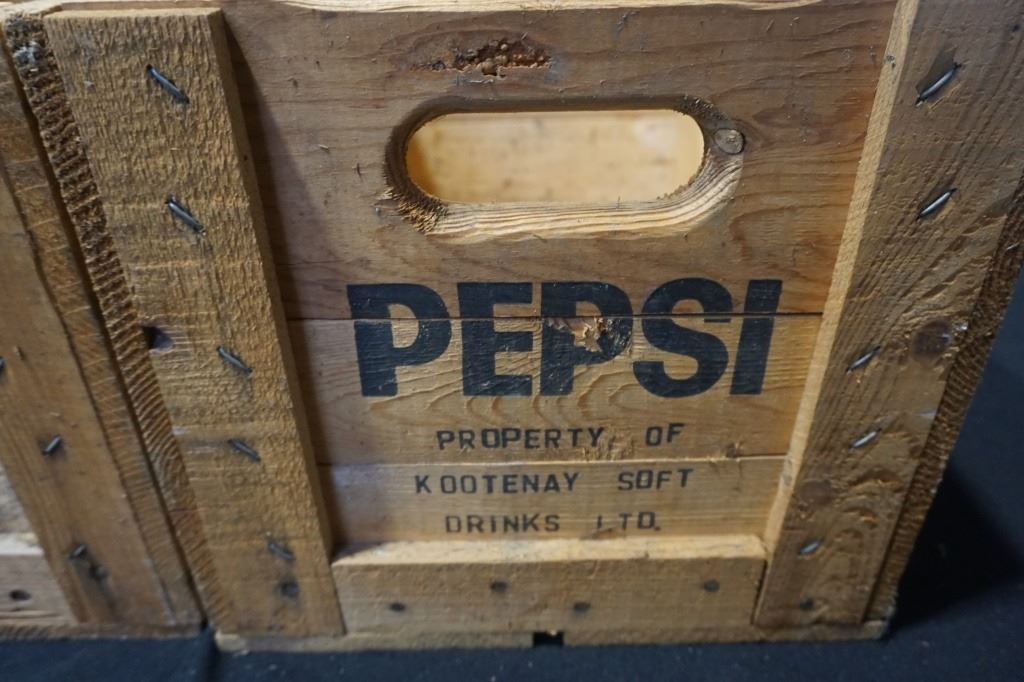 PEPSI
PROPERTY OF
KOOTENAY SOFT
DRINKS LTD.